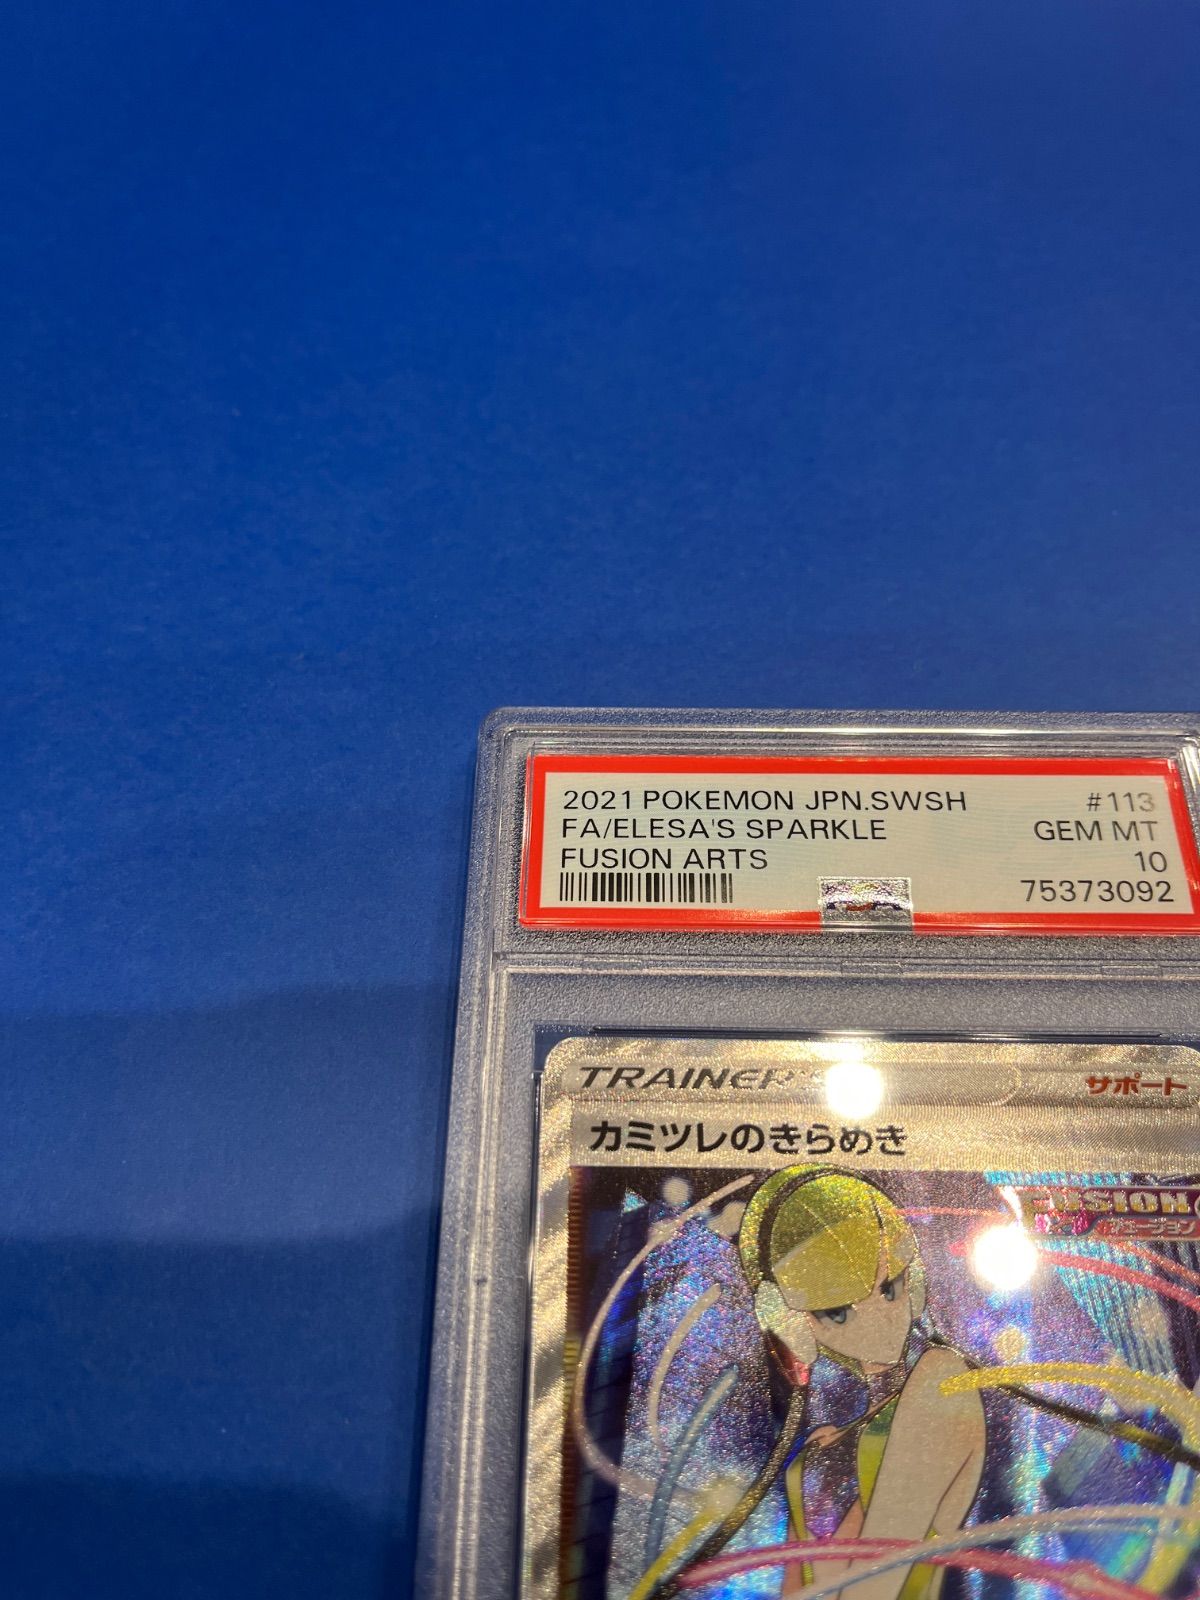 2021 POKEMON JPN.SWSH #113
FA/ELESA'S SPARKLE GEM MT
FUSION ARTS 10
75373092
TRAINER'S サポート
カミツレのきらめき
FUSION
フュージョン